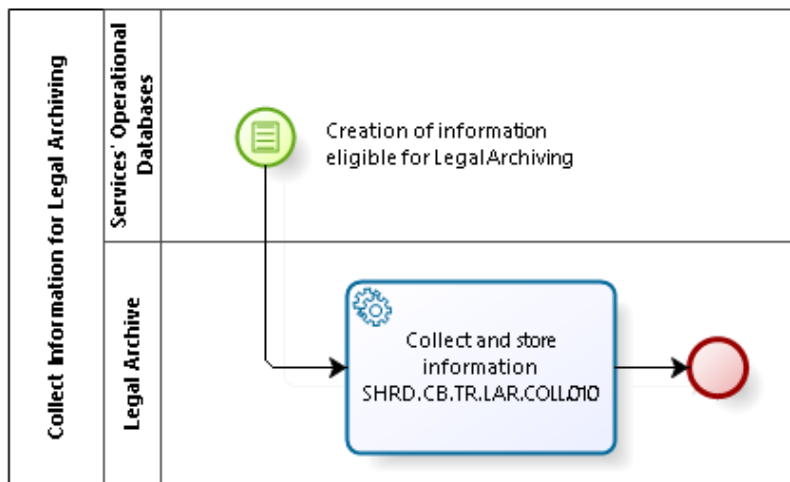 Collect Information for Legal Archiving
Services' Operational
Databases
Creation of information
eligible for Legal Archiving
Legal Archive
Collect and store
information
SHRD.CB.TR.LAR.COLL.010